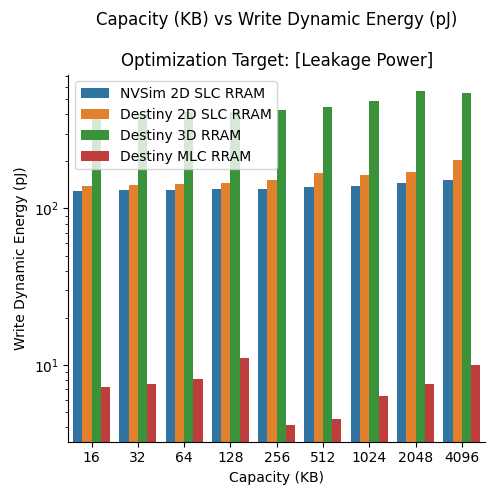 Capacity (KB) vs Write Dynamic Energy (pJ)
Optimization Target: [Leakage Power]
NVSim 2D SLC RRAM
Destiny 2D SLC RRAM
Destiny 3D RRAM
Destiny MLC RRAM
Write Dynamic Energy (pJ)
10²
10¹
16 32 64 128 256 512 1024 2048 4096
Capacity (KB)